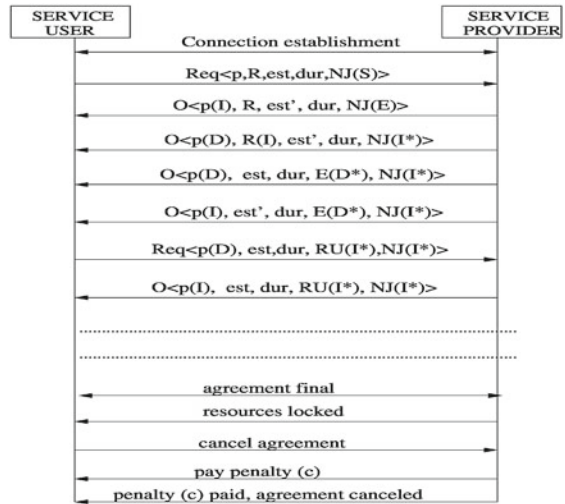 SERVICE
USER
SERVICE
PROVIDER
Connection establishment
Req<p,R,est,dur,NJ(S)>
O<p(I), R, est', dur, NJ(E)>
O<p(D), R(I), est', dur, NJ(I*)>
O<p(D), est, dur, E(D*), NJ(I*)>
O<p(I), est', dur, E(D*), NJ(I*)>
Req<p(D), est,dur, RU(I*),NJ(I*)>
O<p(I), est, dur, RU(I*), NJ(I*)>
agreement final
resources locked
cancel agreement
pay penalty (c)
penalty (c) paid, agreement canceled